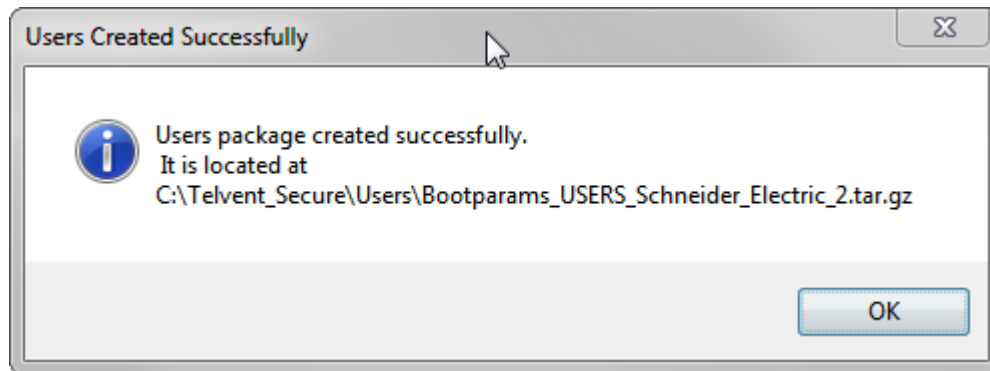 Users Created Successfully
Users package created successfully.
It is located at
C:\Telvent_Secure\Users\Bootparams_USERS_Schneider_Electric_2.tar.gz
OK